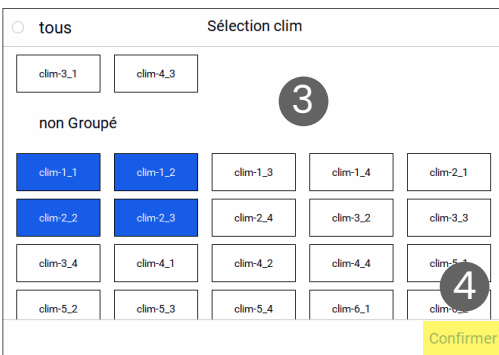 tous Sélection clim
clim-3_1 clim-4_3
3
non Groupé
clim-1_1 clim-1_2 clim-1_3 clim-1_4 clim-2_1
clim-2_2 clim-2_3 clim-2_4 clim-3_2 clim-3_3
clim-3_4 clim-4_1 clim-4_2 clim-4_4
4
clim-5_2 clim-5_3 clim-5_4 clim-6_1
Confirmer